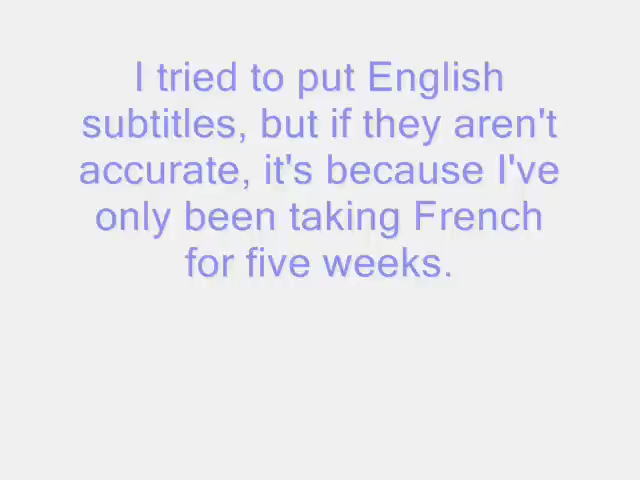 I tried to put English
subtitles, but if they aren't
accurate, it's because I've
only been taking French
for five weeks.